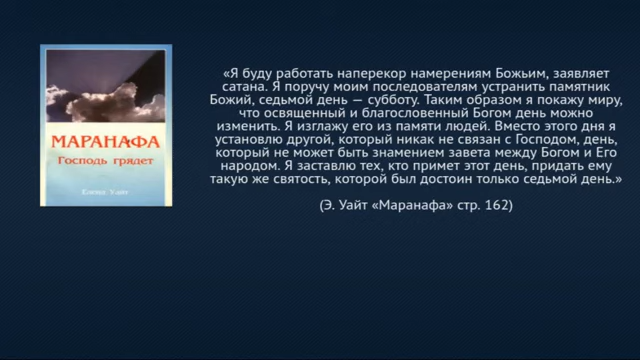 МАРАНАФА
Господь грядет
Елена Уайт
«Я буду работать наперекор намерениям Божьим, заявляет
сатана. Я поручу моим последователям устранить памятник
Божий, седьмой день — субботу. Таким образом я покажу миру,
что освященный и благословенный Богом день можно
изменить. Я изглажу его из памяти людей. Вместо этого дня я
установлю другой, который никак не связан с Господом, день,
который не может быть знамением завета между Богом и Его
народом. Я заставлю тех, кто примет этот день, придать ему
такую же святость, которой был достоин только седьмой день.»
(Э. Уайт «Маранафа» стр. 162)